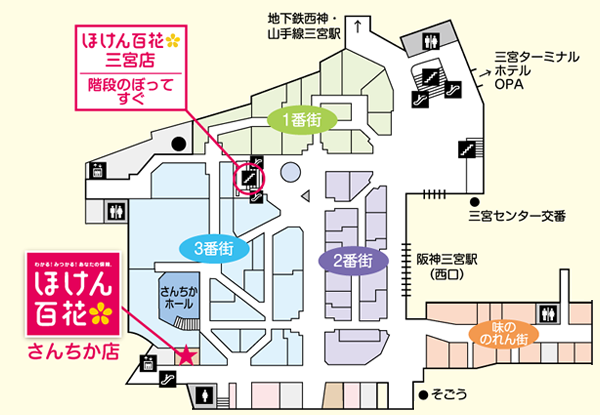 地下鉄西神・
山手線三宮駅
ほけん百花
三宮店
階段のぼって
すぐ
三宮ターミナル
ホテル
OPA
1番街
三宮センター交番
3番街
2番街
阪神三宮駅
(西口)
わかる!みつかる!あなたの保険。
ほけん
百花
さんちか
ホール
味の
のれん街
さんちか店
そごう